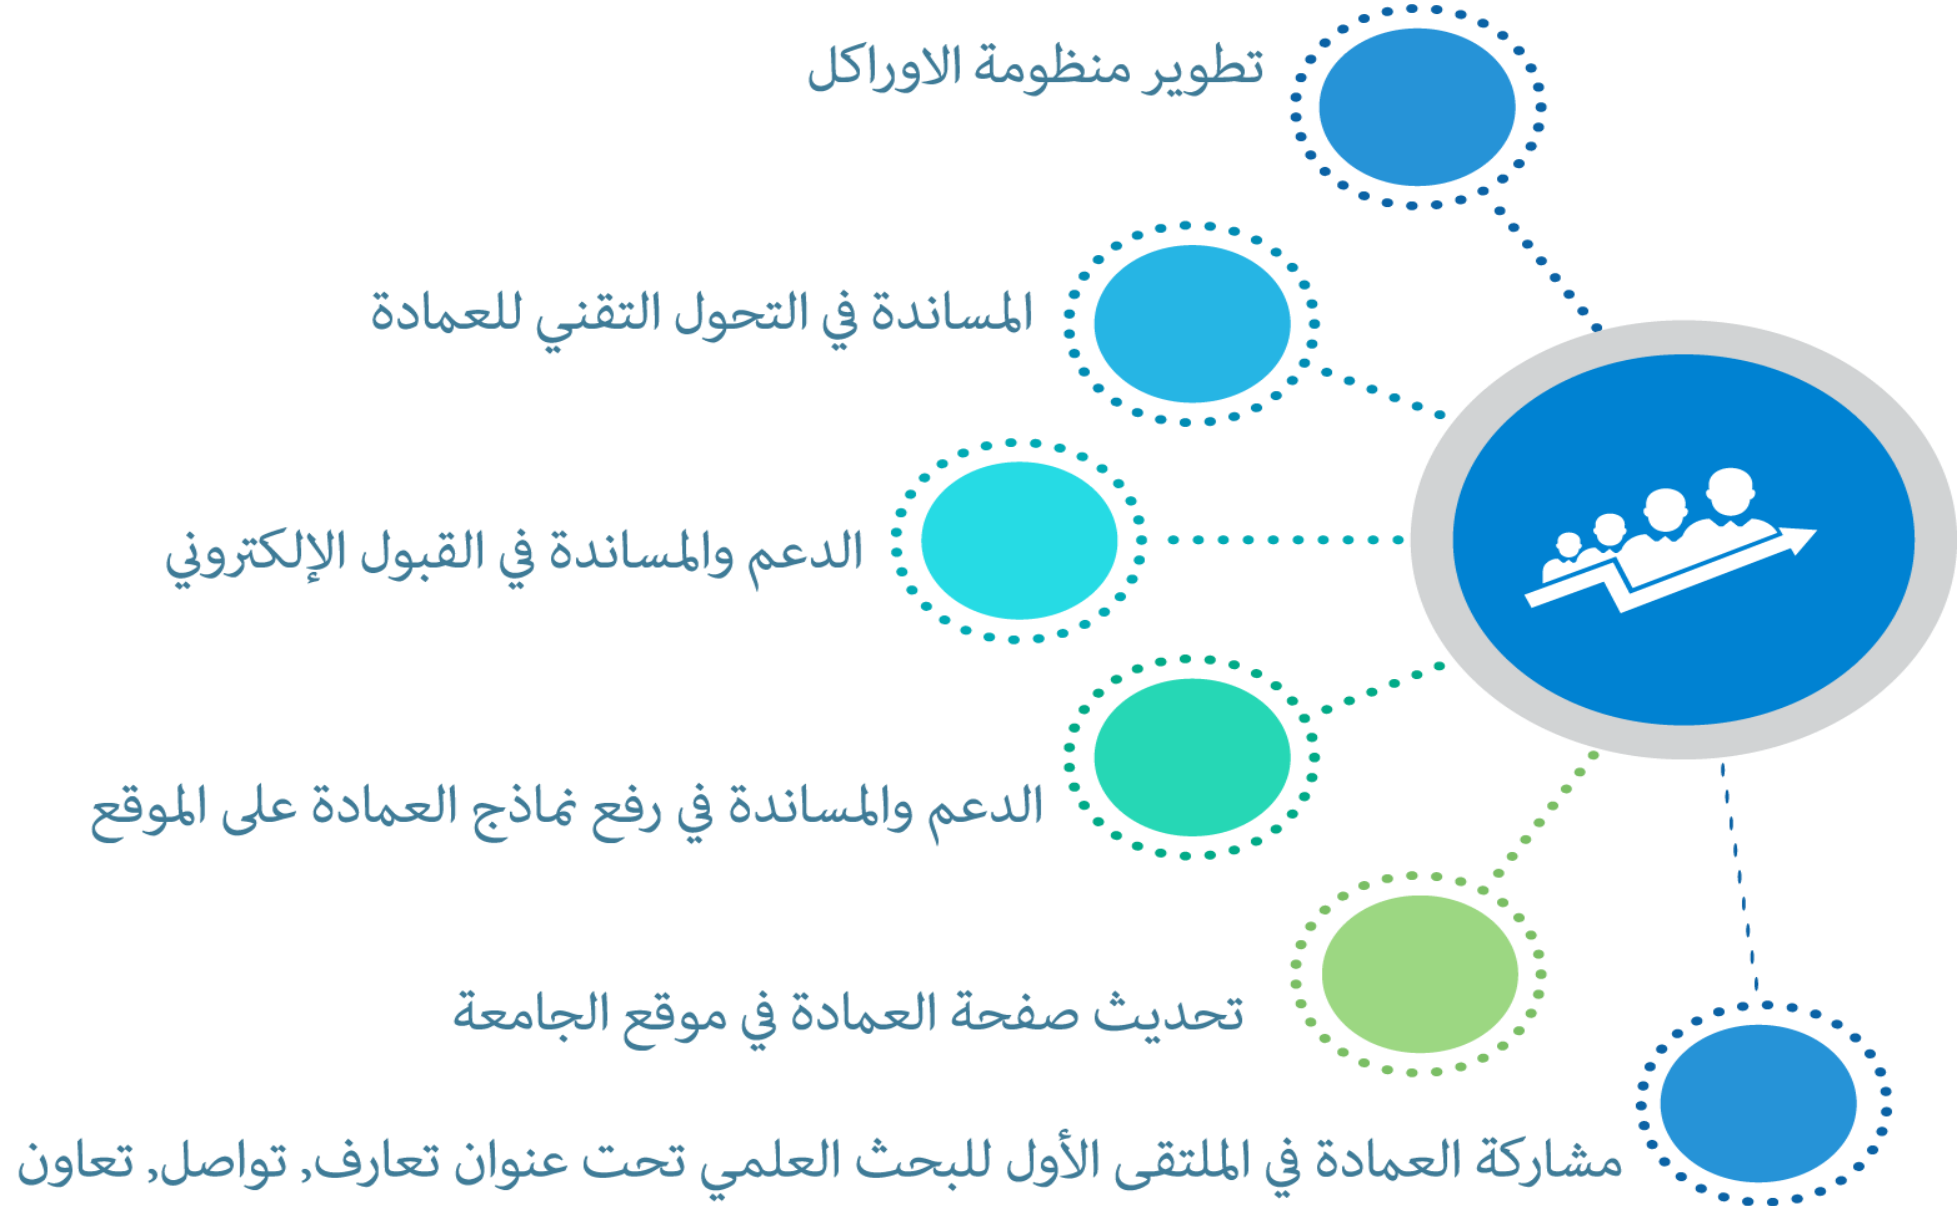 تطوير منظومة الاوراكل
المساندة في التحول التقني للعمادة
الدعم والمساندة في القبول الإلكتروني
الدعم والمساندة في رفع نماذج العمادة على الموقع
تحديث صفحة العمادة في موقع الجامعة
مشاركة العمادة في الملتقى الأول للبحث العلمي تحت عنوان تعارف, تواصل, تعاون